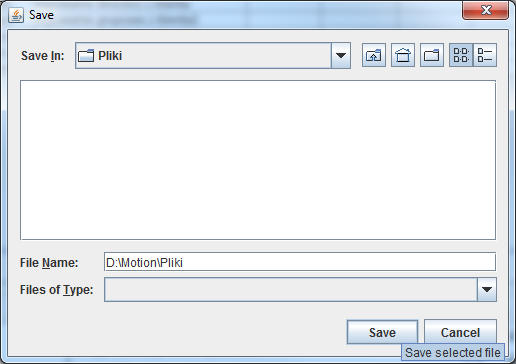 Save
Save In:
Pliki
File Name:
D:\Motion\Pliki
Files of Type:
Save
Cancel
Save selected file